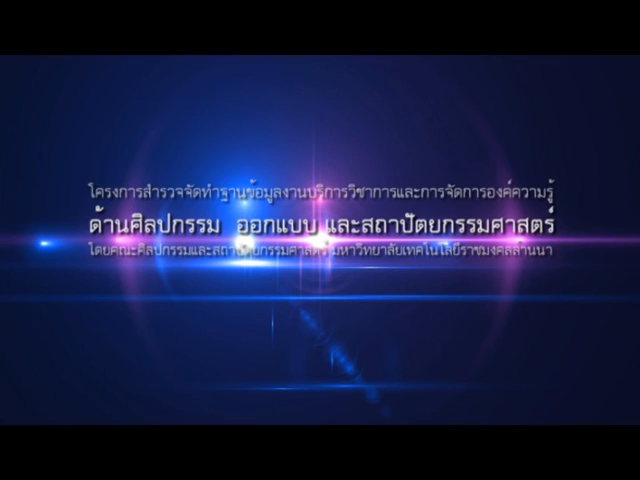 โครงการสำรวจจัดทำฐานข้อมูลงานบริการวิชาการและการจัดการองค์ความรู้
ด้านศิลปกรรม ออกแบบ และสถาปัตยกรรมศาสตร์
โดยคณะศิลปกรรมและสถาปัตยกรรมศาสตร์ มหาวิทยาลัยเทคโนโลยีราชมงคลล้านนา